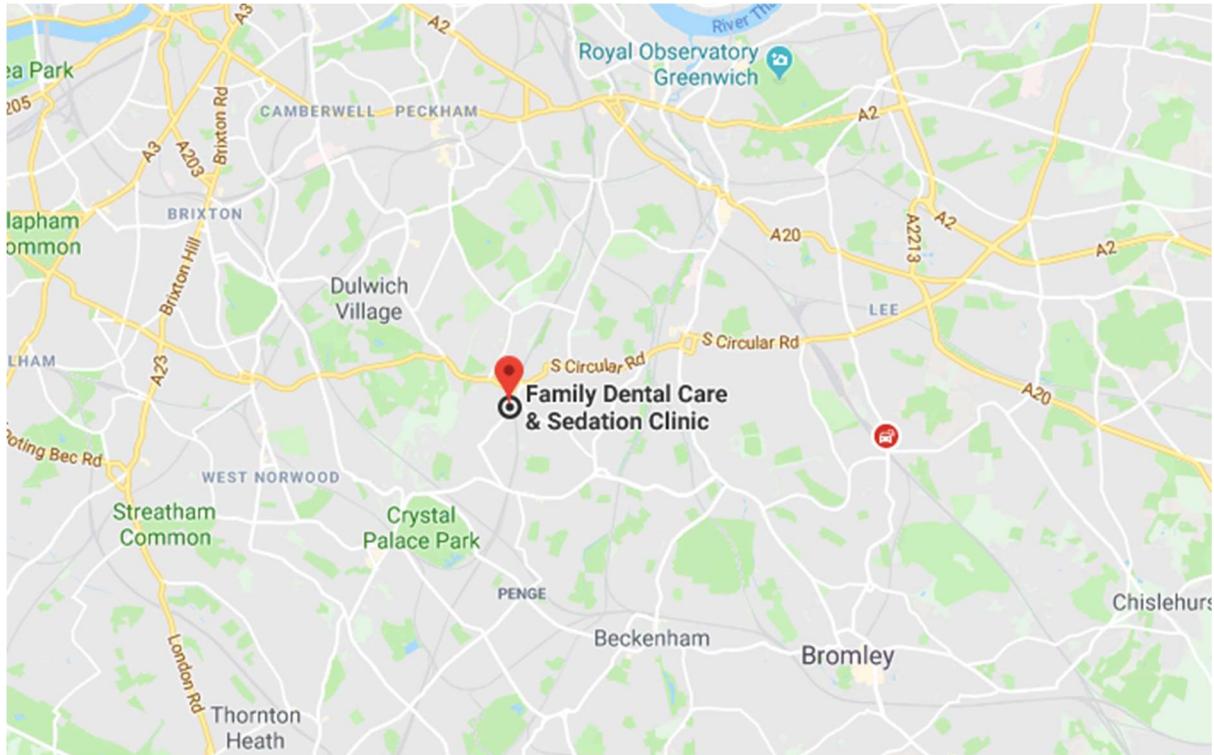 A3
A2
River Th
Royal Observatory
Greenwich
ea Park
205
Brixton Rd
CAMBERWELL
PECKHAM
A2
A3
A203
BRIXTON
lapham
ommon
A2213
A2
A20
A2
Brixton Hill
Dulwich
Village
LEE
S Circular Rd
S Circular Rd
LHAM
A23
Family Dental Care
& Sedation Clinic
A20
ooting Bec Rd
WEST NORWOOD
Streatham
Common
Crystal
Palace Park
PENGE
Chislehurs
Beckenham
Bromley
London Rd
Thornton
Heath